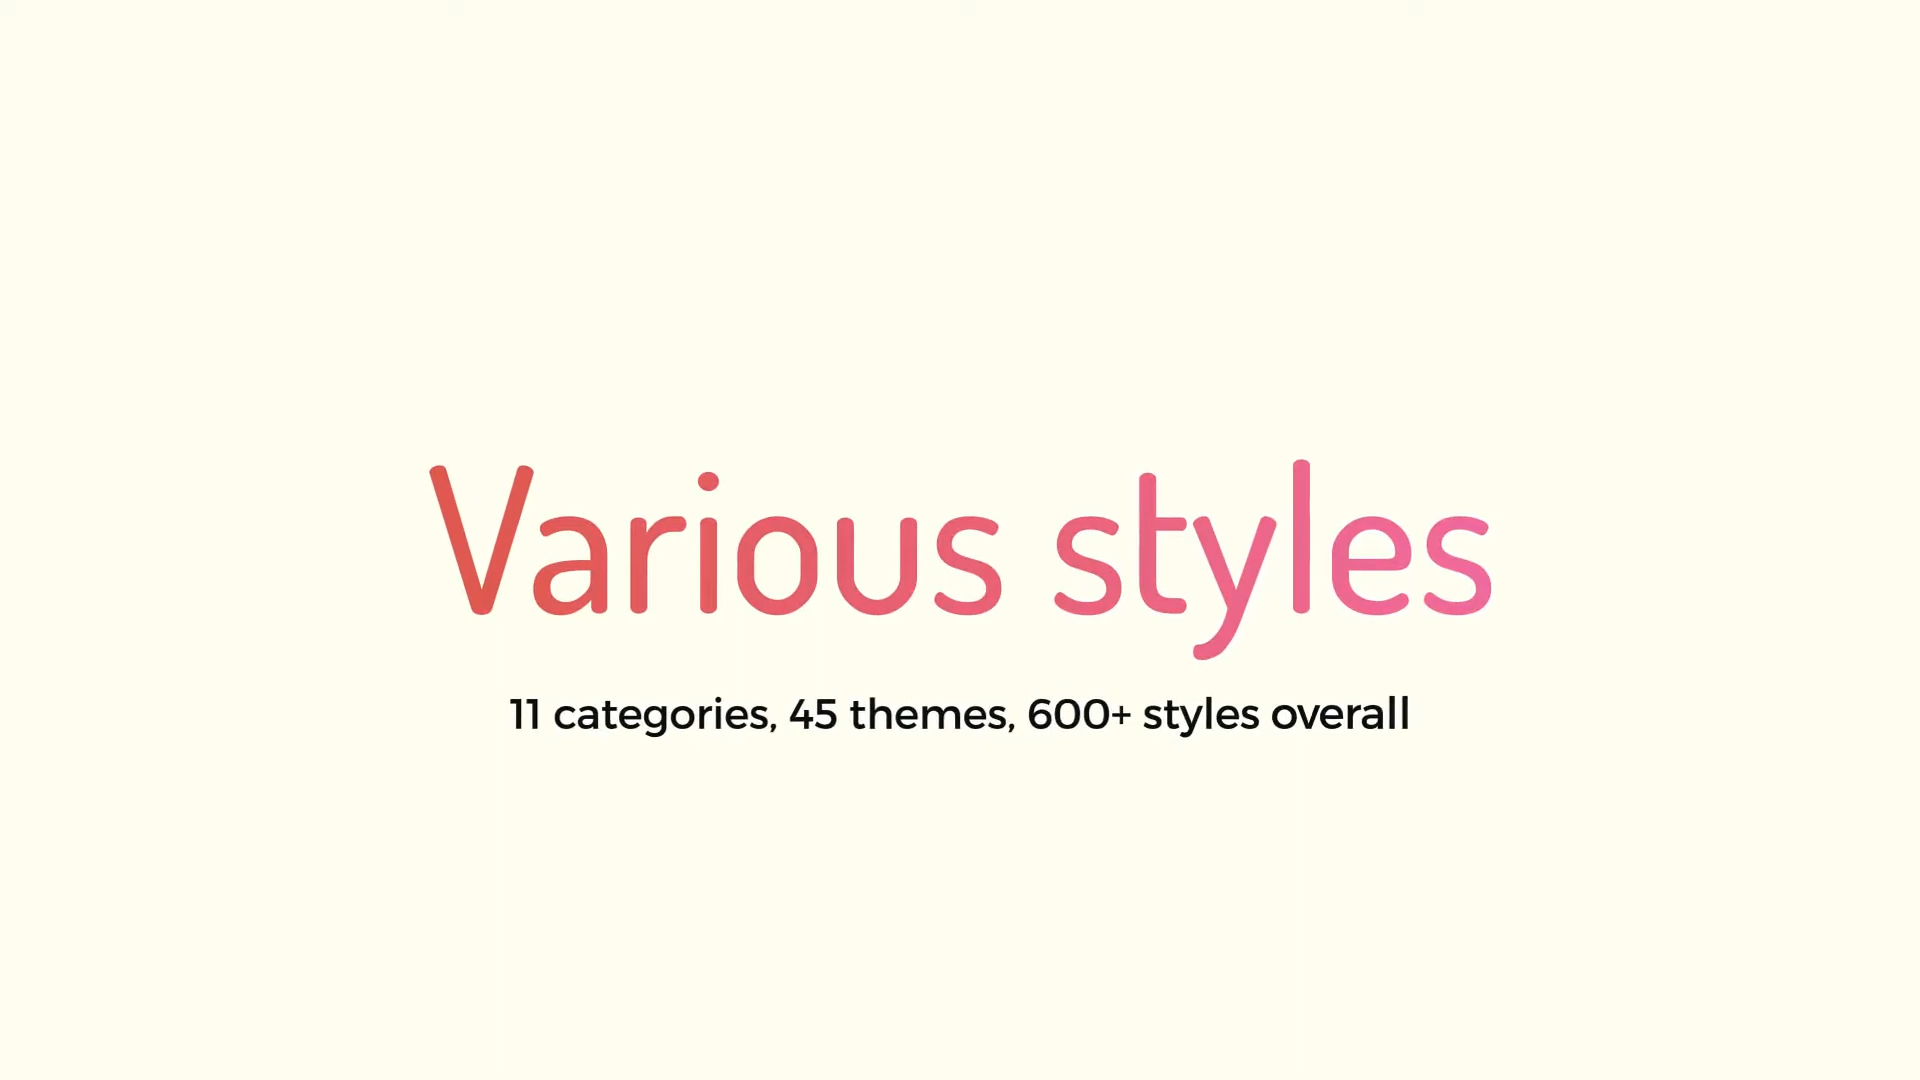 Various styles
11 categories, 45 themes, 600+ styles overall